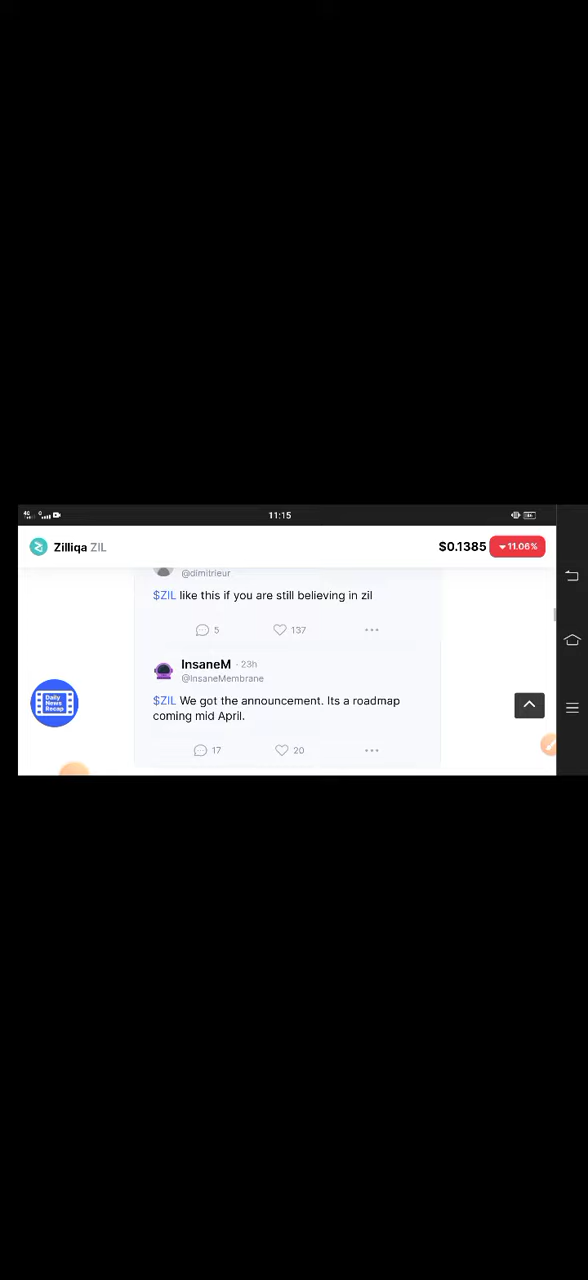 11:15
Zilliqa ZIL
$0.1385 11.06%
@dimitrieur
$ZIL like this if you are still believing in zil
5 137
InsaneM · 23h
@InsaneMembrane
$ZIL We got the announcement. Its a roadmap
coming mid April.
17 20
Daily
News
Recap